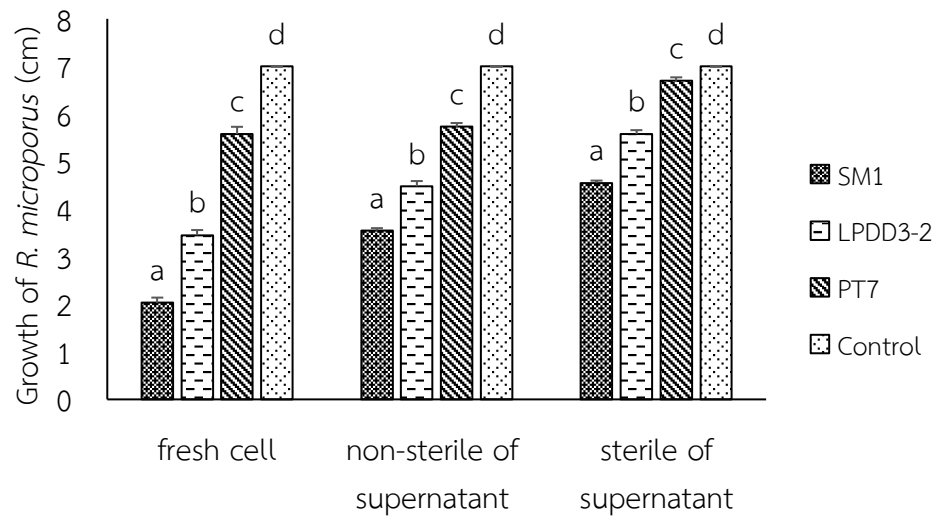 Growth of R. microporus (cm)
8
7
6
5
4
3
2
1
0
a
b
c
d
a
b
c
d
a
b
c
d
fresh cell
non-sterile of
supernatant
sterile of
supernatant
SM1
LPDD3-2
PT7
Control